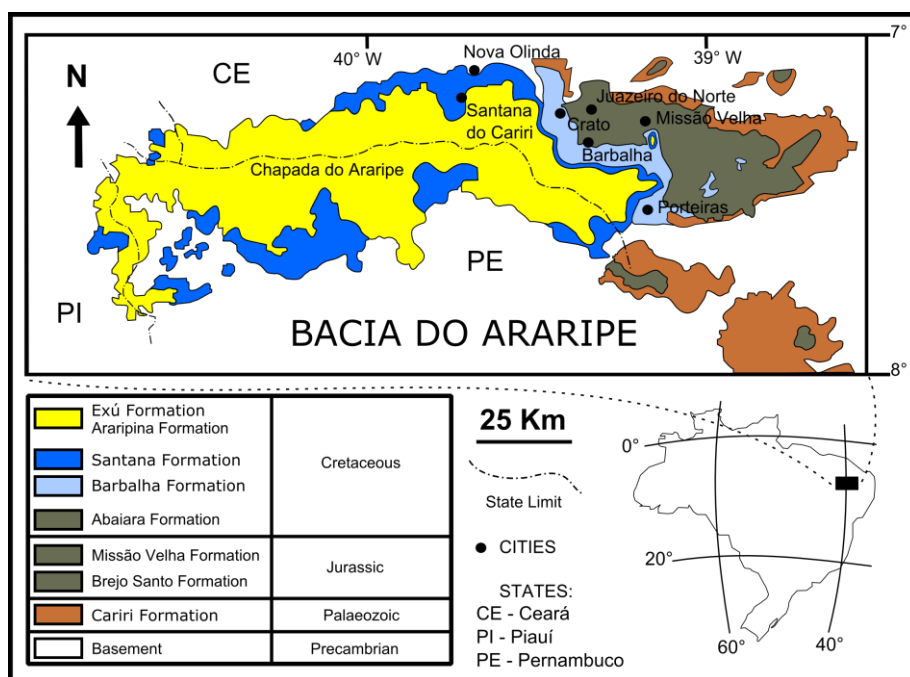 7°
40° W
39° W
CE
Nova Olinda
N
Santana
do Cariri
Juazeiro do Norte
Crato
Missão Velha
Barbalha
Chapada do Araripe
Porteiras
PE
PI
BACIA DO ARARIPE
8°
Exú Formation
Araripina Formation
Santana Formation
Barbalha Formation
Abaiara Formation
Cretaceous
Missão Velha Formation
Brejo Santo Formation
Jurassic
Cariri Formation
Palaeozoic
Basement
Precambrian
25 Km
State Limit
CITIES
STATES:
CE - Ceará
PI - Piauí
PE - Pernambuco
0°
20°
60°
40°